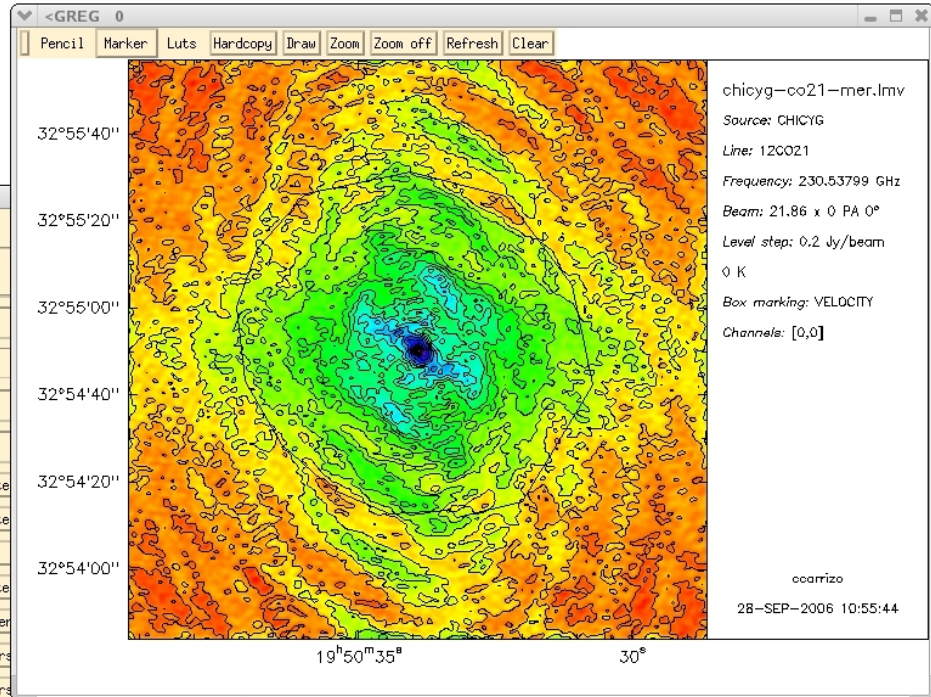 <GREG 0
Pencil Marker Luts Hardcopy Draw Zoom Zoom off Refresh Clear
chicyg-co21-mer.lmv
Source: CHICYG
Line: 12CO21
Frequency: 230.53799 GHz
Beam: 21.86 x 0 PA 0°
Level step: 0.2 Jy/beam
0 K
Box marking: VELOCITY
Channels: [0,0]
32°55'40''
32°55'20''
32°55'00''
32°54'40''
32°54'20''
32°54'00''
19ʰ50ᵐ35ˢ 30ˢ
ccarrizo
28-SEP-2006 10:55:44